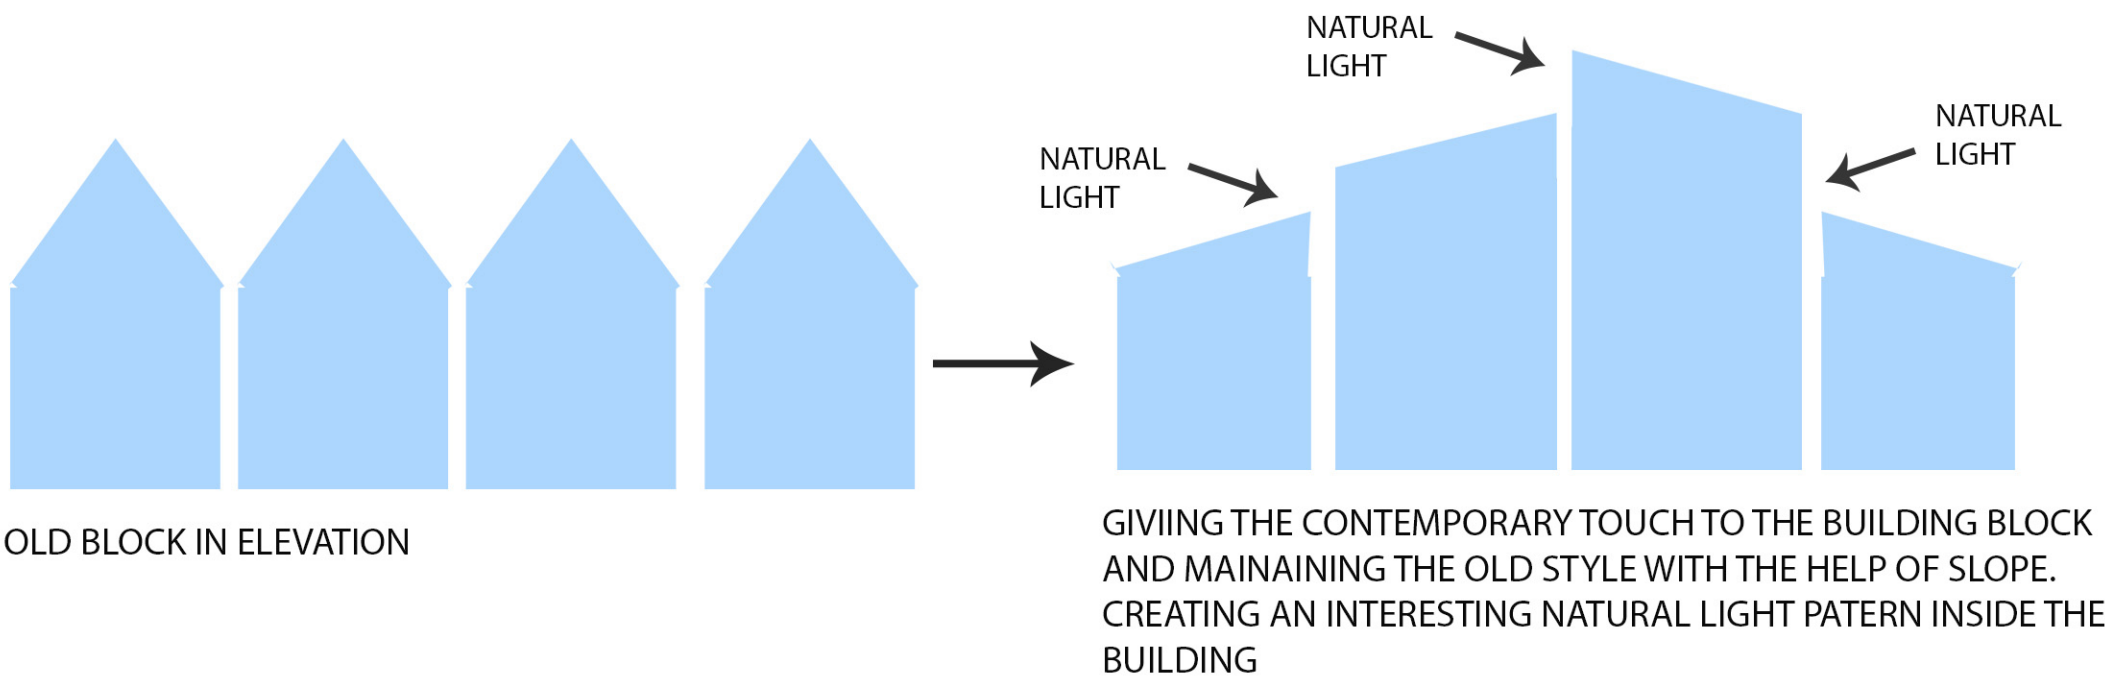 NATURAL
LIGHT
NATURAL
LIGHT
NATURAL
LIGHT
OLD BLOCK IN ELEVATION
GIVIING THE CONTEMPORARY TOUCH TO THE BUILDING BLOCK
AND MAINAINING THE OLD STYLE WITH THE HELP OF SLOPE.
CREATING AN INTERESTING NATURAL LIGHT PATERN INSIDE THE
BUILDING